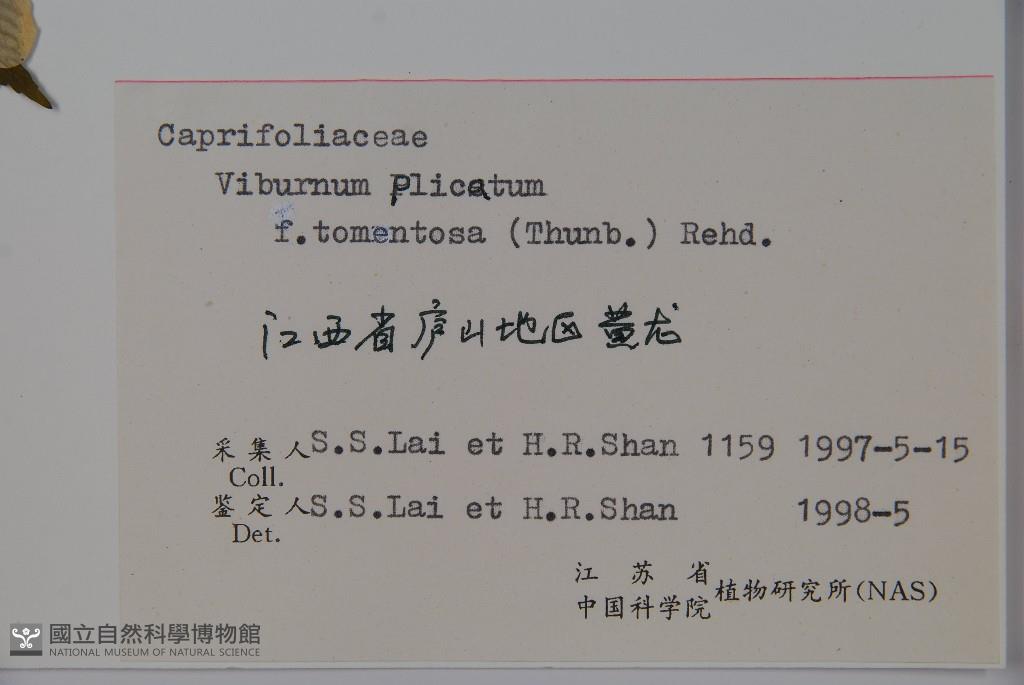 Caprifoliaceae
Viburnum Plicatum
f.tomentosa (Thunb.) Rehd.
江西省庐山地区黄龙
采集人S.S.Lai et H.R.Shan 1159 1997-5-15
Coll.
鉴定人S.S.Lai et H.R.Shan 1998-5
Det.
江苏省
中国科学院植物研究所(NAS)
國立自然科學博物館
NATIONAL MUSEUM OF NATURAL SCIENCE